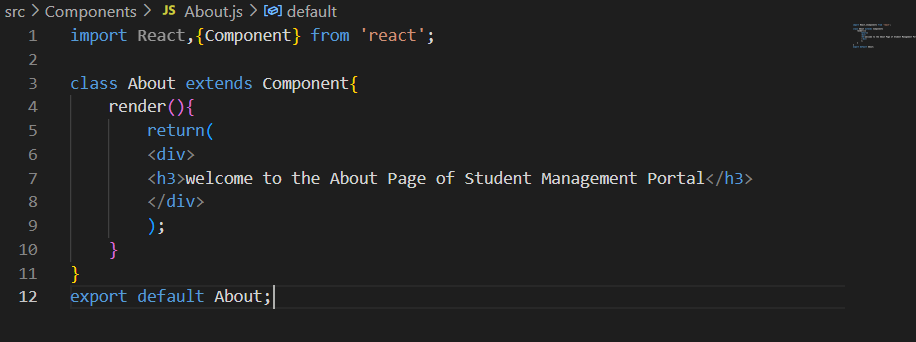 src > Components > JS About.js > default
1 import React,{Component} from 'react';
2
3 class About extends Component{
4 render(){
5 return(
6 <div>
7 <h3>welcome to the About Page of Student Management Portal</h3>
8 </div>
9 );
10 }
11 }
12 export default About;